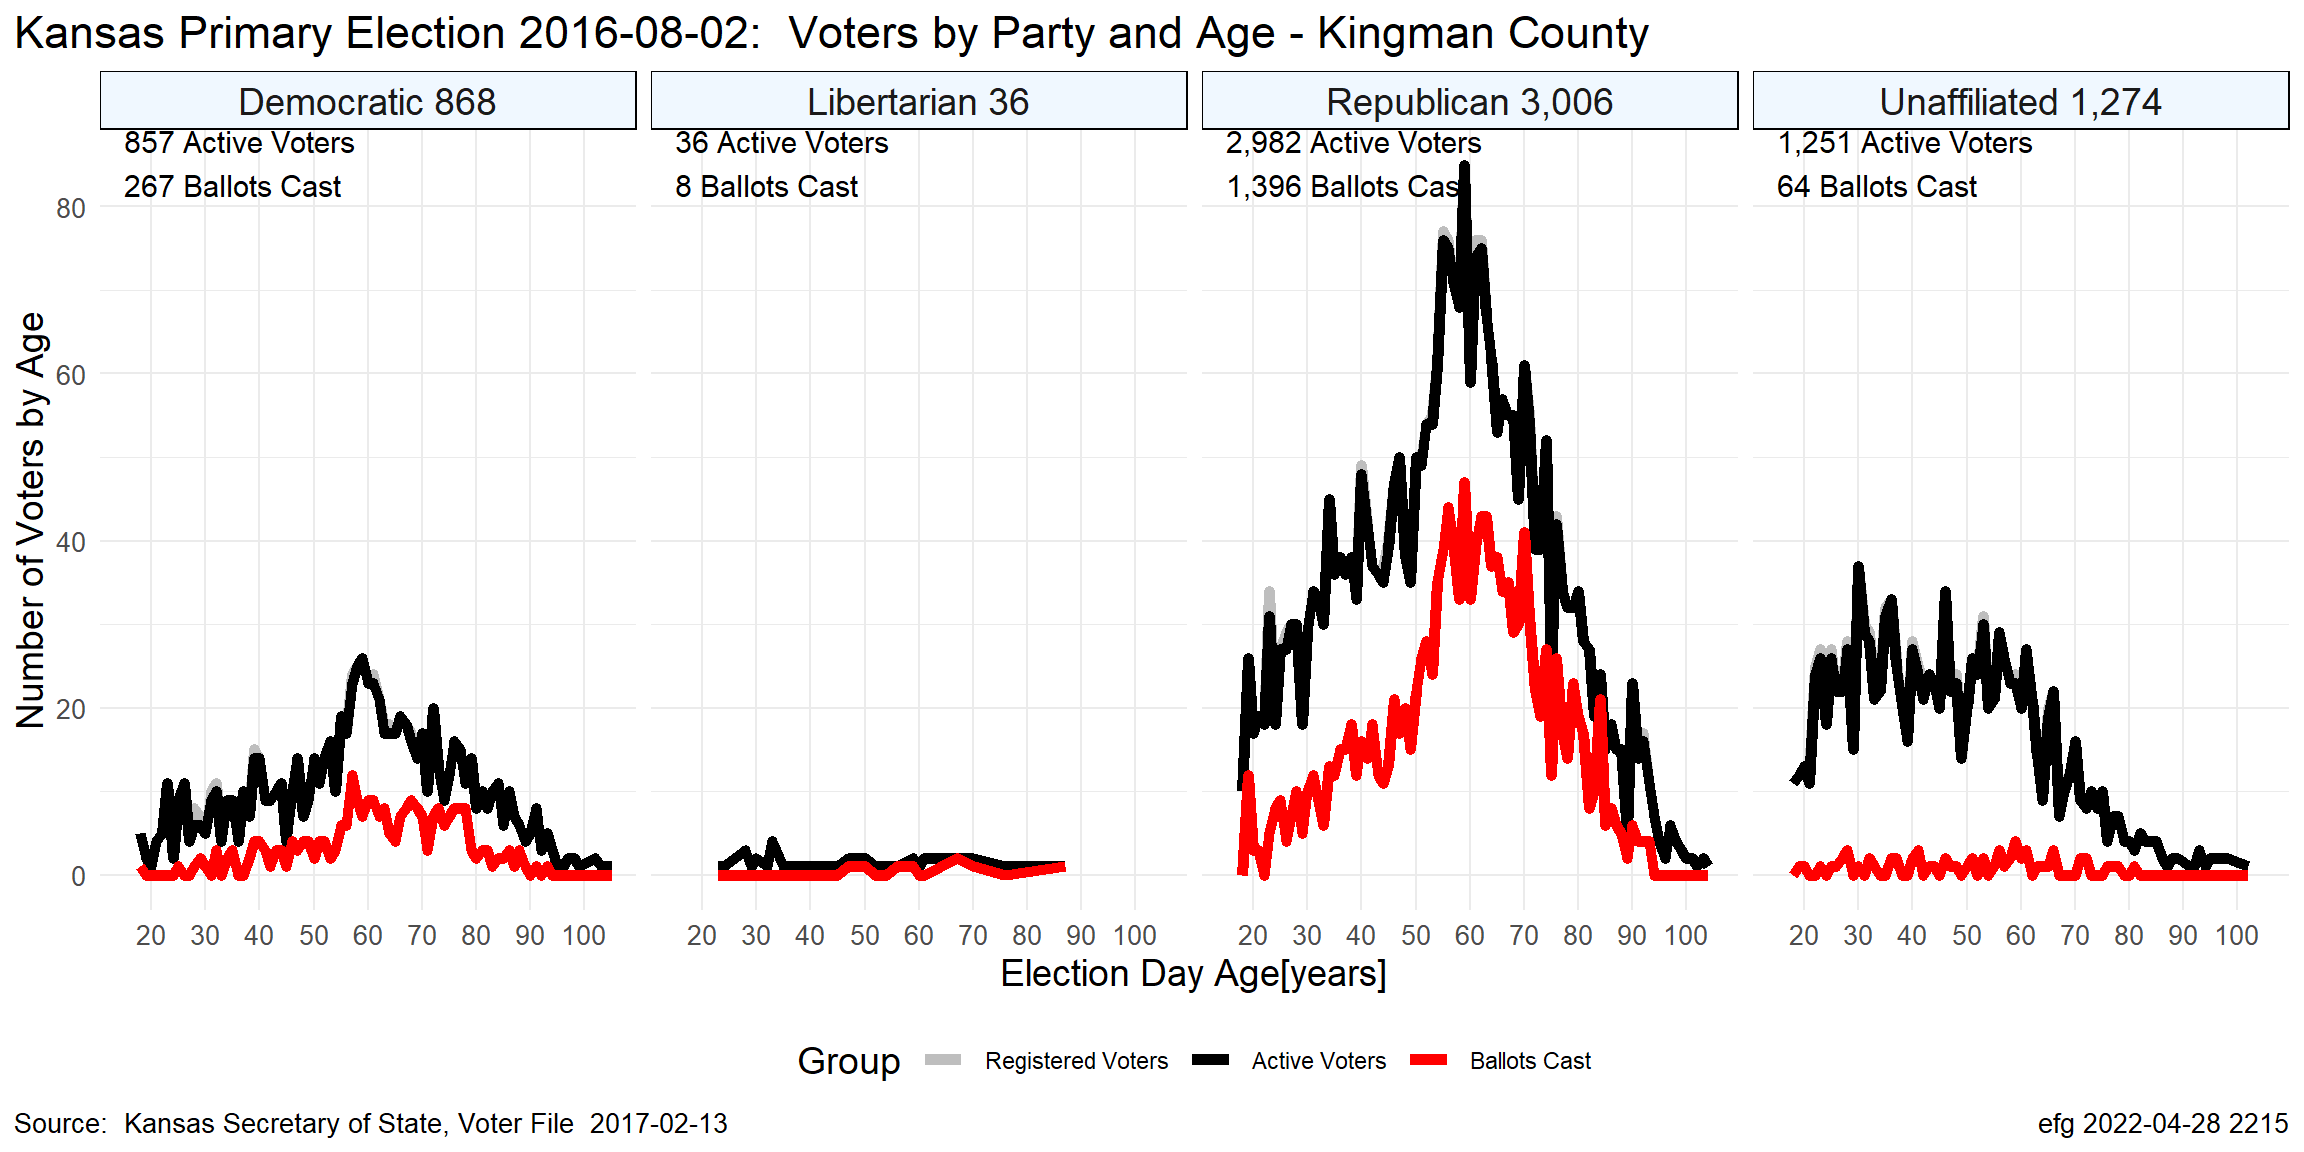 Kansas Primary Election 2016-08-02:  Voters by Party and Age - Kingman County
Democratic 868
Libertarian 36
Republican 3,006
Unaffiliated 1,274
857 Active Voters
267 Ballots Cast
36 Active Voters
8 Ballots Cast
2,982 Active Voters
1,396 Ballots Cast
1,251 Active Voters
64 Ballots Cast
Number of Voters by Age
80
60
40
20
0
20 30 40 50 60 70 80 90 100
20 30 40 50 60 70 80 90 100
20 30 40 50 60 70 80 90 100
20 30 40 50 60 70 80 90 100
Election Day Age[years]
Group Registered Voters Active Voters Ballots Cast
Source:  Kansas Secretary of State, Voter File  2017-02-13
efg 2022-04-28 2215